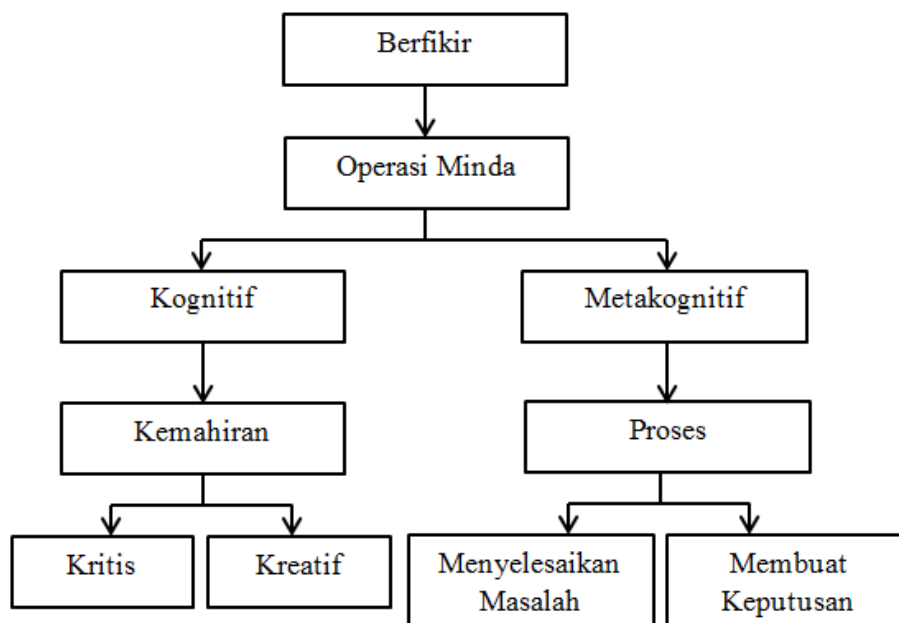 Berfikir
Operasi Minda
Kognitif
Metakognitif
Kemahiran
Proses
Kritis
Kreatif
Menyelesaikan
Masalah
Membuat
Keputusan